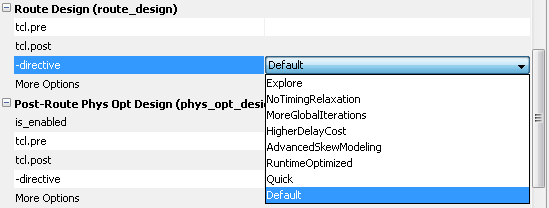 Route Design (route_design)
tcl.pre
tcl.post
-directive Default
More Options Explore
NoTimingRelaxation
MoreGlobalIterations
HigherDelayCost
AdvancedSkewModeling
RuntimeOptimized
Quick
Default
Post-Route Phys Opt Design (phys_opt_desi
is_enabled
tcl.pre
tcl.post
-directive
More Options